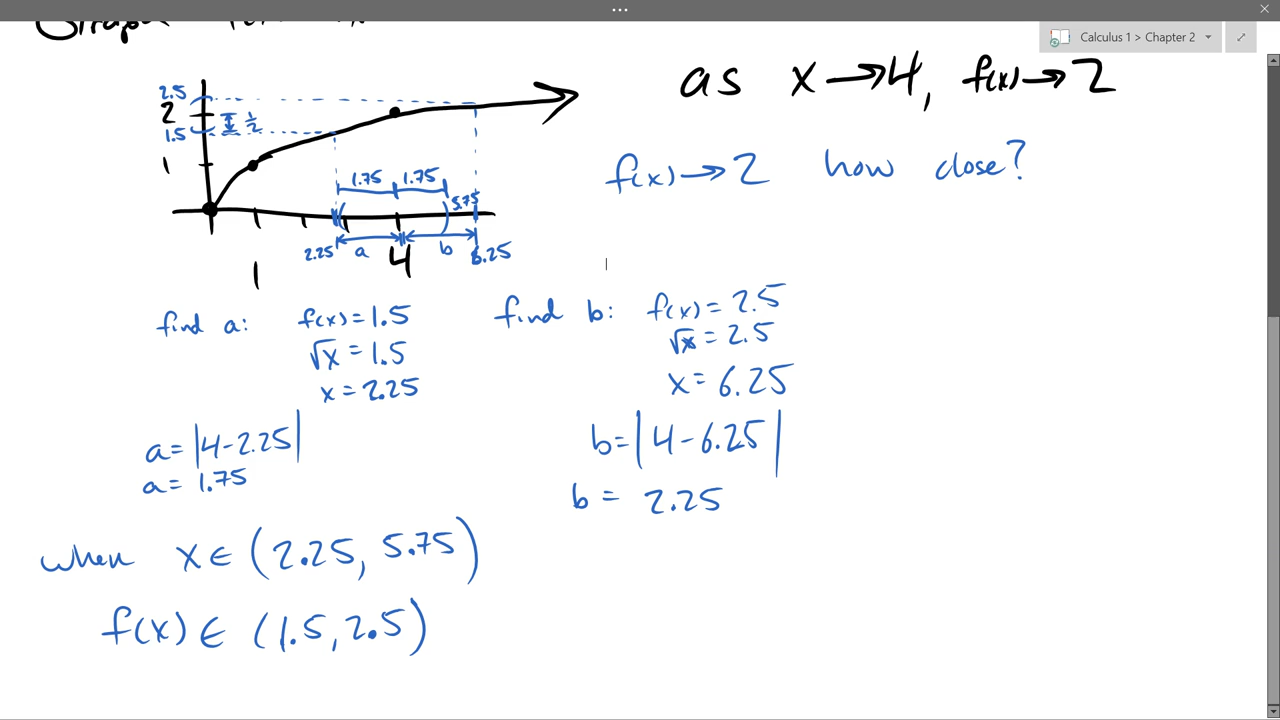 Graph for √x
Calculus 1 > Chapter 2
as x→4, f(x)→2
2.5
2
1.5
1/2
1
1.75 1.75
5.75
2.25 a 4 b 6.25
1
f(x)→2 how close?
find a: f(x)=1.5
√x = 1.5
x = 2.25
a = |4-2.25|
a = 1.75
find b: f(x) = 2.5
√x = 2.5
x = 6.25
b = |4-6.25|
b = 2.25
when x ∈ (2.25, 5.75)
f(x) ∈ (1.5, 2.5)